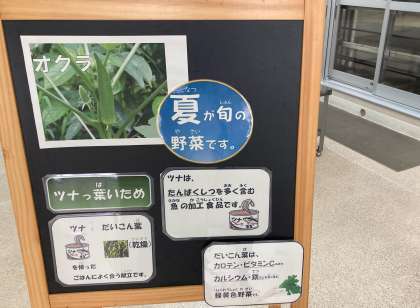 オクラ
夏が旬の
野菜です。
ツナっ葉いため
ツナ
だいこん葉
(乾燥)
を使った
ごはんによく合う献立です。
ツナは、
たんぱくしつを多く含む
魚の加工食品です。
だいこん葉は、
カロテン・ビタミンC
カルシウム・鉄
緑黄色野菜